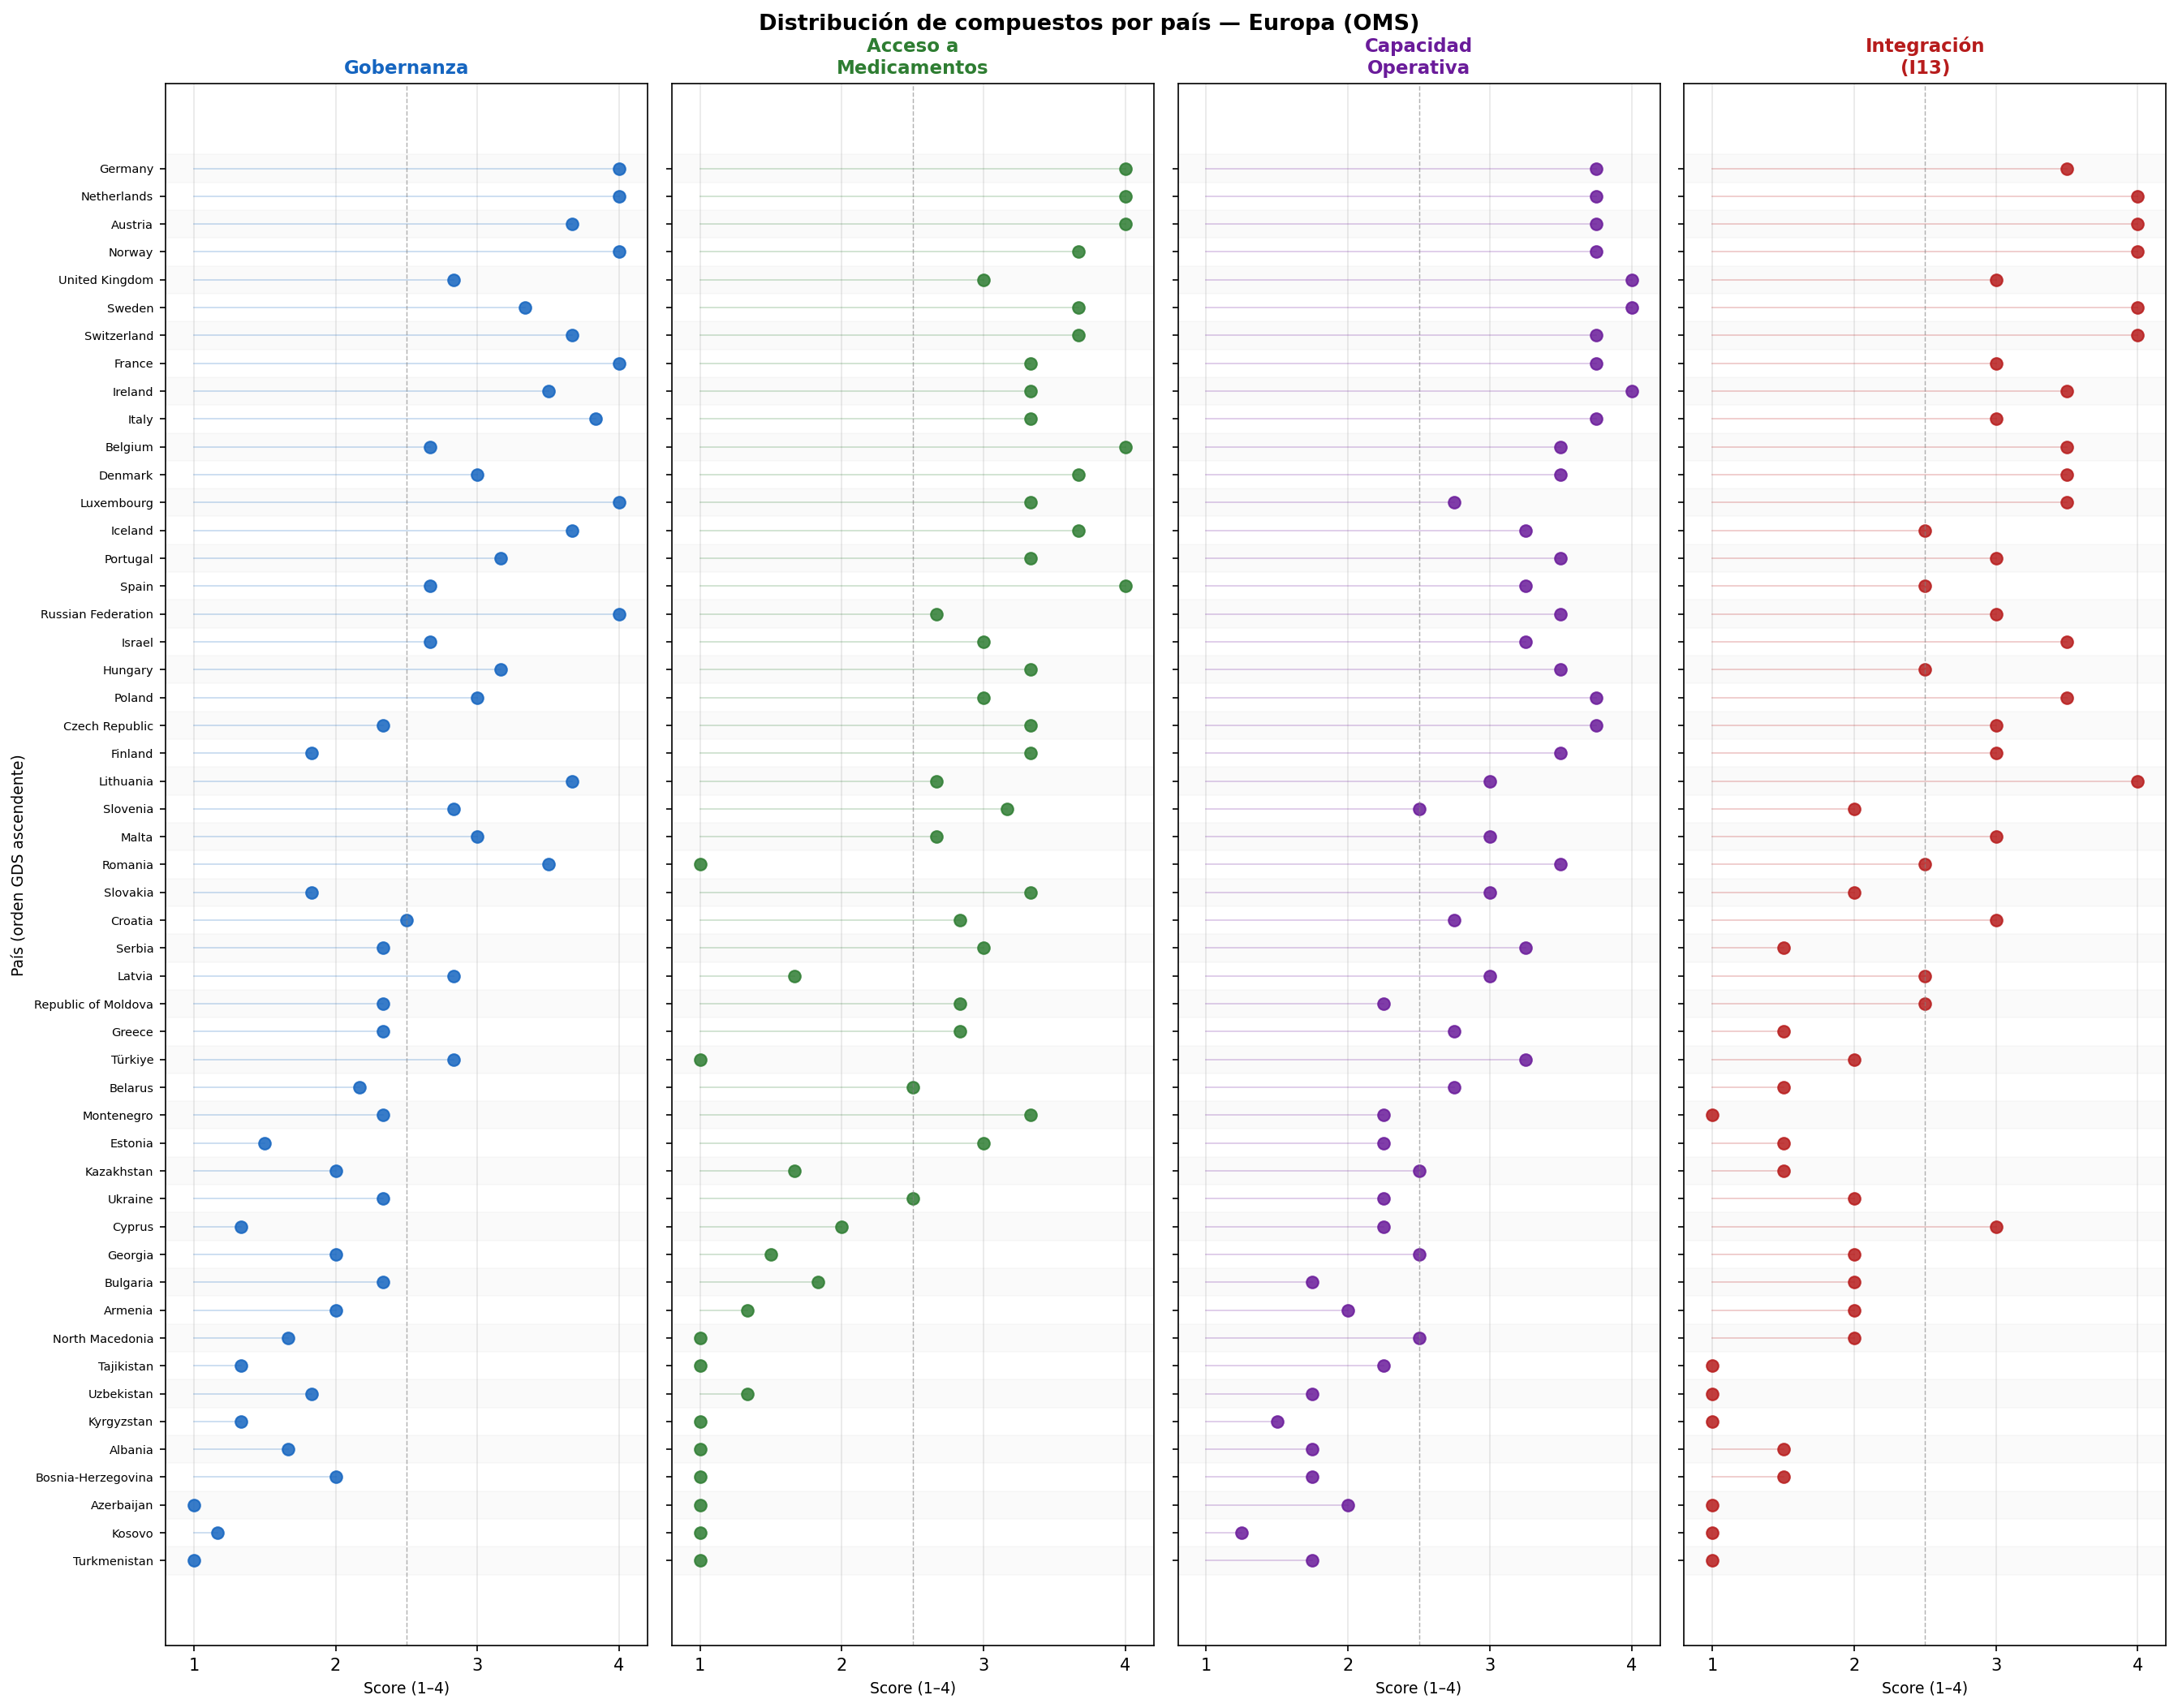 Distribución de compuestos por país — Europa (OMS)
Gobernanza
Acceso a
Medicamentos
Capacidad
Operativa
Integración
(I13)
País (orden GDS ascendente)
Germany
Netherlands
Austria
Norway
United Kingdom
Sweden
Switzerland
France
Ireland
Italy
Belgium
Denmark
Luxembourg
Iceland
Portugal
Spain
Russian Federation
Israel
Hungary
Poland
Czech Republic
Finland
Lithuania
Slovenia
Malta
Romania
Slovakia
Croatia
Serbia
Latvia
Republic of Moldova
Greece
Türkiye
Belarus
Montenegro
Estonia
Kazakhstan
Ukraine
Cyprus
Georgia
Bulgaria
Armenia
North Macedonia
Tajikistan
Uzbekistan
Kyrgyzstan
Albania
Bosnia-Herzegovina
Azerbaijan
Kosovo
Turkmenistan
1 2 3 4
Score (1–4)
1 2 3 4
Score (1–4)
1 2 3 4
Score (1–4)
1 2 3 4
Score (1–4)